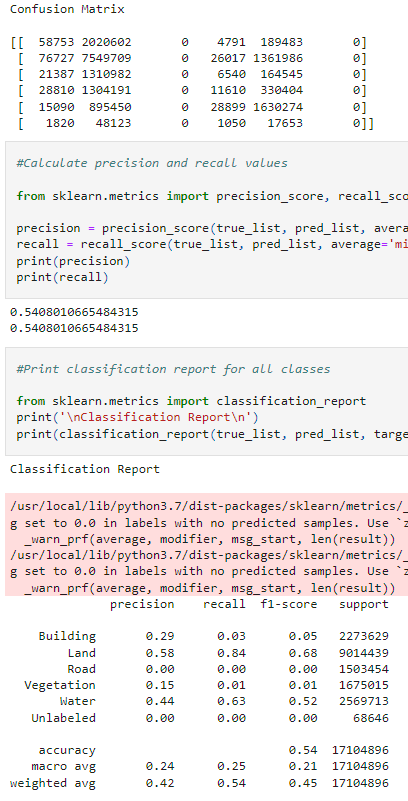 Confusion Matrix
[[ 58753 2020602 0 4791 189483 0]
[ 76727 7549709 0 26017 1361986 0]
[ 21387 1310982 0 6540 164545 0]
[ 28810 1304191 0 11610 330404 0]
[ 15090 895450 0 28899 1630274 0]
[ 1820 48123 0 1050 17653 0]]
#Calculate precision and recall values
from sklearn.metrics import precision_score, recall_sco
precision = precision_score(true_list, pred_list, avera
recall = recall_score(true_list, pred_list, average='mi
print(precision)
print(recall)
0.5408010665484315
0.5408010665484315
#Print classification report for all classes
from sklearn.metrics import classification_report
print('\nClassification Report\n')
print(classification_report(true_list, pred_list, targe
Classification Report
/usr/local/lib/python3.7/dist-packages/sklearn/metrics/_
g set to 0.0 in labels with no predicted samples. Use `z
_warn_prf(average, modifier, msg_start, len(result))
/usr/local/lib/python3.7/dist-packages/sklearn/metrics/_
g set to 0.0 in labels with no predicted samples. Use `z
_warn_prf(average, modifier, msg_start, len(result))
precision recall f1-score support
Building 0.29 0.03 0.05 2273629
Land 0.58 0.84 0.68 9014439
Road 0.00 0.00 0.00 1503454
Vegetation 0.15 0.01 0.01 1675015
Water 0.44 0.63 0.52 2569713
Unlabeled 0.00 0.00 0.00 68646
accuracy 0.54 17104896
macro avg 0.24 0.25 0.21 17104896
weighted avg 0.42 0.54 0.45 17104896